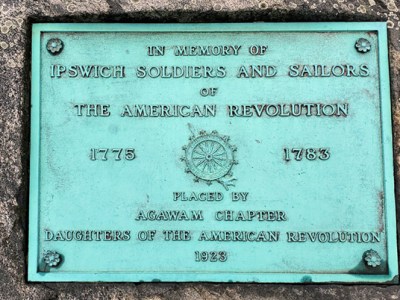 IN MEMORY OF
IPSWICH SOLDIERS AND SAILORS
OF
THE AMERICAN REVOLUTION
1775 1783
PLACED BY
AGAWAM CHAPTER
DAUGHTERS OF THE AMERICAN REVOLUTION
1923